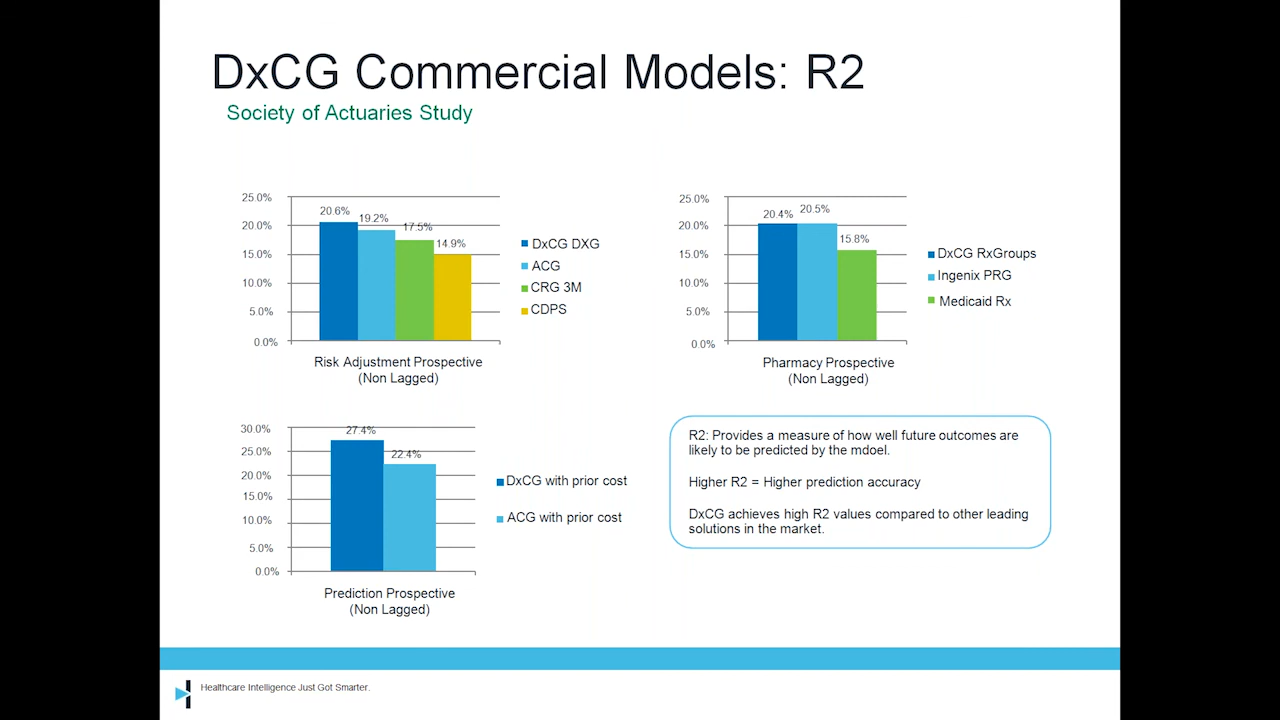 DxCG Commercial Models: R2
Society of Actuaries Study
25.0%
20.0%
15.0%
10.0%
5.0%
0.0%
20.6%
19.2%
17.5%
14.9%
DxCG DXG
ACG
CRG 3M
CDPS
Risk Adjustment Prospective
(Non Lagged)
25.0%
20.0%
15.0%
10.0%
5.0%
0.0%
20.4%
20.5%
15.8%
DxCG RxGroups
Ingenix PRG
Medicaid Rx
Pharmacy Prospective
(Non Lagged)
30.0%
25.0%
20.0%
15.0%
10.0%
5.0%
0.0%
27.4%
22.4%
DxCG with prior cost
ACG with prior cost
Prediction Prospective
(Non Lagged)
R2: Provides a measure of how well future outcomes are
likely to be predicted by the mdoel.
Higher R2 = Higher prediction accuracy
DxCG achieves high R2 values compared to other leading
solutions in the market.
Healthcare Intelligence Just Got Smarter.